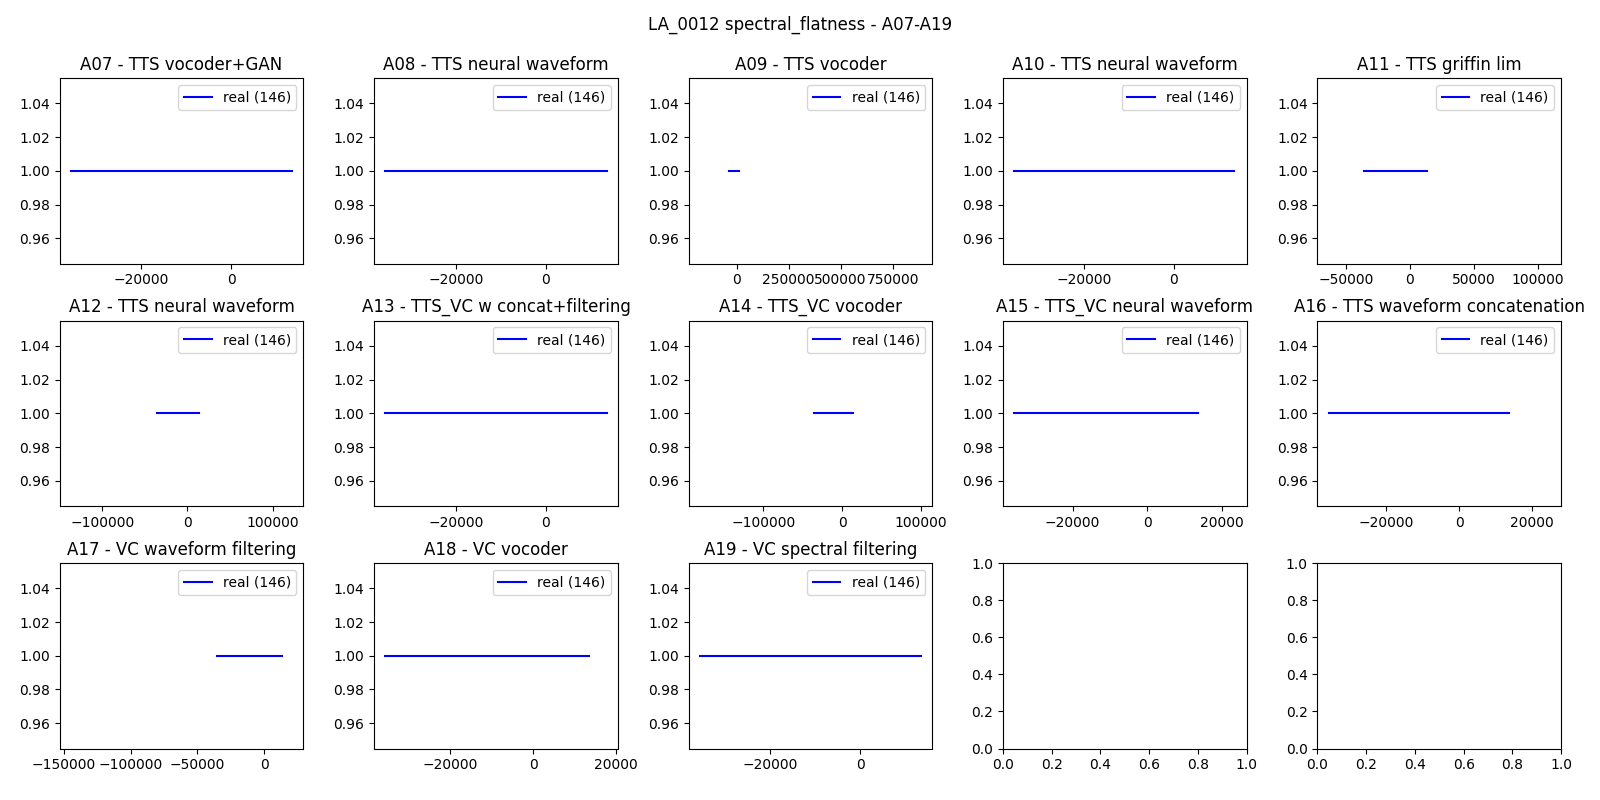 LA_0012 spectral_flatness - A07-A19
A07 - TTS vocoder+GAN
A08 - TTS neural waveform
A09 - TTS vocoder
A10 - TTS neural waveform
A11 - TTS griffin lim
real (146)
real (146)
real (146)
real (146)
real (146)
1.04 1.02 1.00 0.98 0.96
1.04 1.02 1.00 0.98 0.96
1.04 1.02 1.00 0.98 0.96
1.04 1.02 1.00 0.98 0.96
1.04 1.02 1.00 0.98 0.96
−20000 0
−20000 0
0 250000 500000 750000
−20000 0
−50000 0 50000 100000
A12 - TTS neural waveform
A13 - TTS_VC w concat+filtering
A14 - TTS_VC vocoder
A15 - TTS_VC neural waveform
A16 - TTS waveform concatenation
real (146)
real (146)
real (146)
real (146)
real (146)
1.04 1.02 1.00 0.98 0.96
1.04 1.02 1.00 0.98 0.96
1.04 1.02 1.00 0.98 0.96
1.04 1.02 1.00 0.98 0.96
1.04 1.02 1.00 0.98 0.96
−100000 0 100000
−20000 0
−100000 0 100000
−20000 0 20000
−20000 0 20000
A17 - VC waveform filtering
A18 - VC vocoder
A19 - VC spectral filtering
real (146)
real (146)
real (146)
1.04 1.02 1.00 0.98 0.96
1.04 1.02 1.00 0.98 0.96
1.04 1.02 1.00 0.98 0.96
1.0 0.8 0.6 0.4 0.2 0.0
1.0 0.8 0.6 0.4 0.2 0.0
−150000 −100000 −50000 0
−20000 0 20000
−20000 0
0.0 0.2 0.4 0.6 0.8 1.0
0.0 0.2 0.4 0.6 0.8 1.0